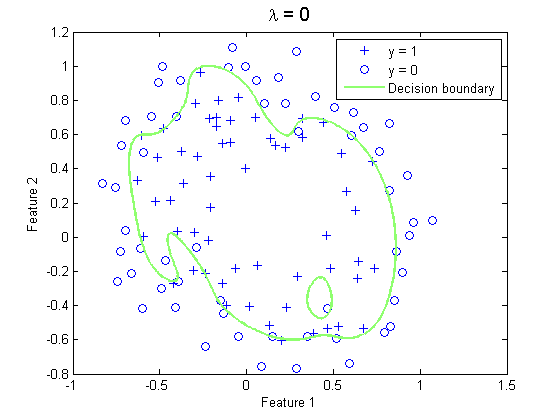 λ = 0
y = 1
y = 0
Decision boundary
Feature 2
1.2
1
0.8
0.6
0.4
0.2
0
-0.2
-0.4
-0.6
-0.8
-1 -0.5 0 0.5 1 1.5
Feature 1